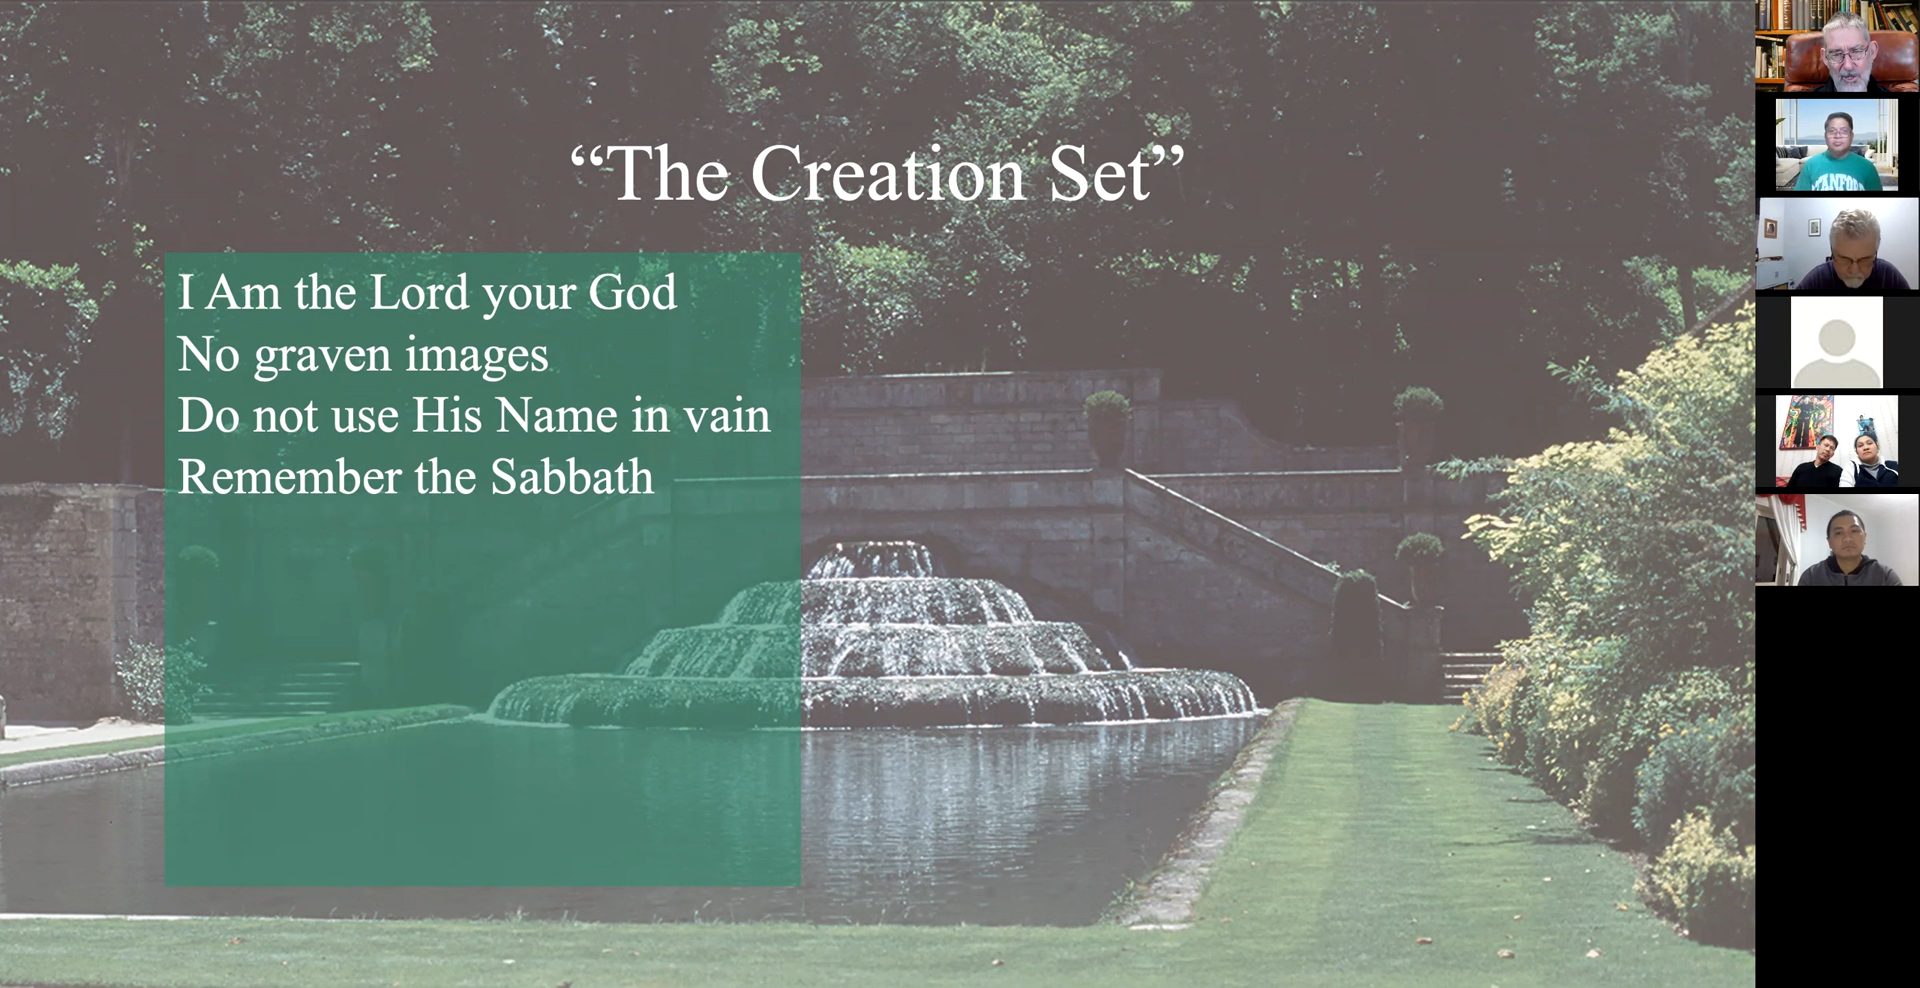 “The Creation Set”
I Am the Lord your God
No graven images
Do not use His Name in vain
Remember the Sabbath